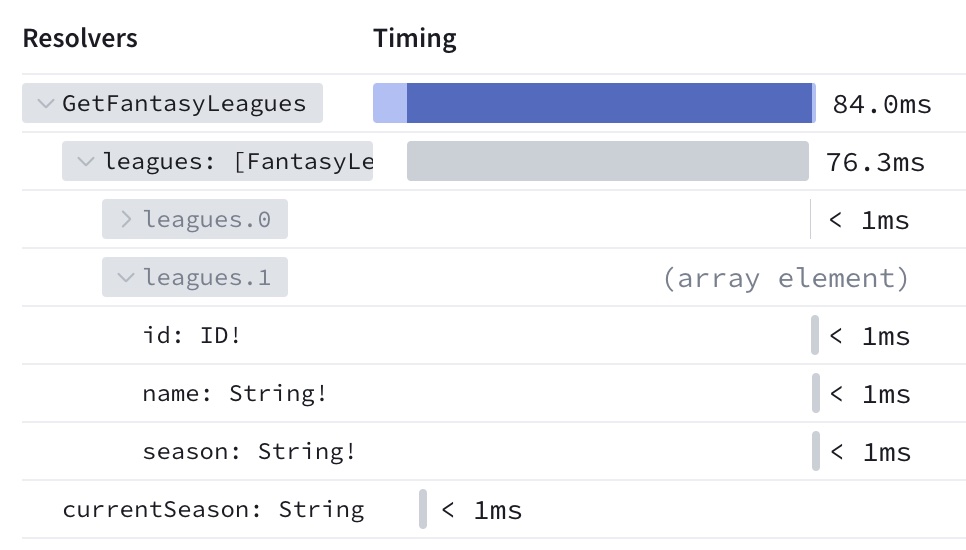 Resolvers Timing
GetFantasyLeagues 84.0ms
leagues: [FantasyLe 76.3ms
leagues.0 < 1ms
leagues.1 (array element)
id: ID! < 1ms
name: String! < 1ms
season: String! < 1ms
currentSeason: String < 1ms